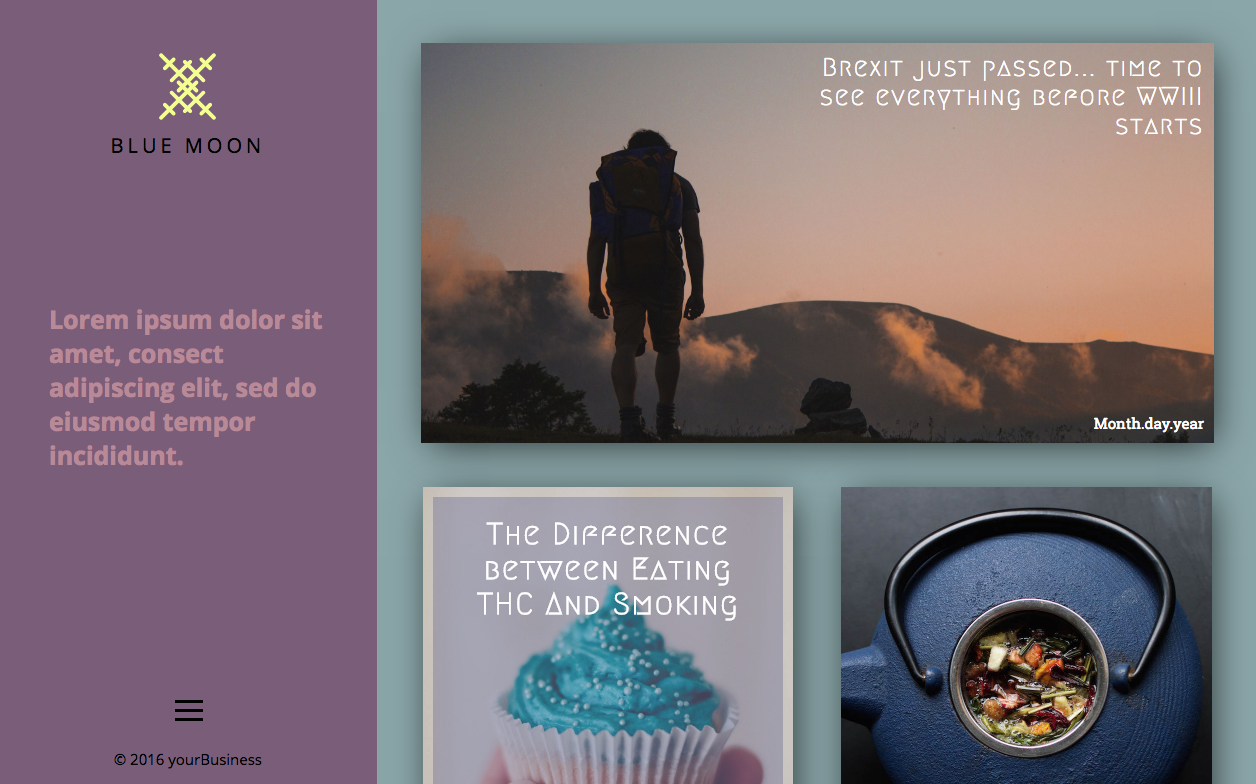 BLUE MOON
Lorem ipsum dolor sit
amet, consect
adipiscing elit, sed do
eiusmod tempor
incididunt.
© 2016 yourBusiness
Brexit just passed... time to
see everything before WWIII
starts
Month.day.year
The Difference
between Eating
THC And Smoking